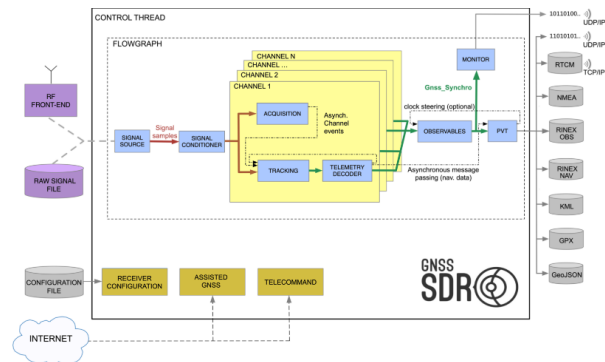 CONTROL THREAD
10110100..
UDP/IP
FLOWGRAPH
CHANNEL N
CHANNEL ...
CHANNEL 2
CHANNEL 1
MONITOR
11010101..
UDP/IP
RTCM
TCP/IP
RF
FRONT-END
Gnss_Synchro
NMEA
ACQUISITION
Asynch.
Channel
events
clock steering (optional)
Signal
samples
SIGNAL
SOURCE
SIGNAL
CONDITIONER
OBSERVABLES
PVT
RINEX
OBS
TRACKING
TELEMETRY
DECODER
Asynchronous message
passing (nav. data)
RAW SIGNAL
FILE
RINEX
NAV
KML
GPX
CONFIGURATION
FILE
RECEIVER
CONFIGURATION
ASSISTED
GNSS
TELECOMMAND
GNSS
SDR
GeoJSON
INTERNET